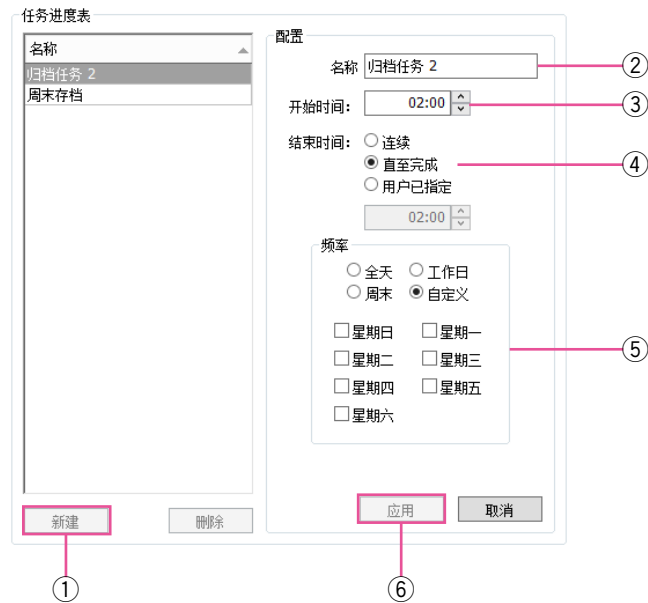 任务进度表
名称
归档任务 2
周末存档
新建
删除
配置
名称 归档任务 2
开始时间： 02:00
结束时间： 连续
直至完成
用户已指定
02:00
频率
全天 工作日
周末 自定义
星期日 星期一
星期二 星期三
星期四 星期五
星期六
应用 取消
①
②
③
④
⑤
⑥